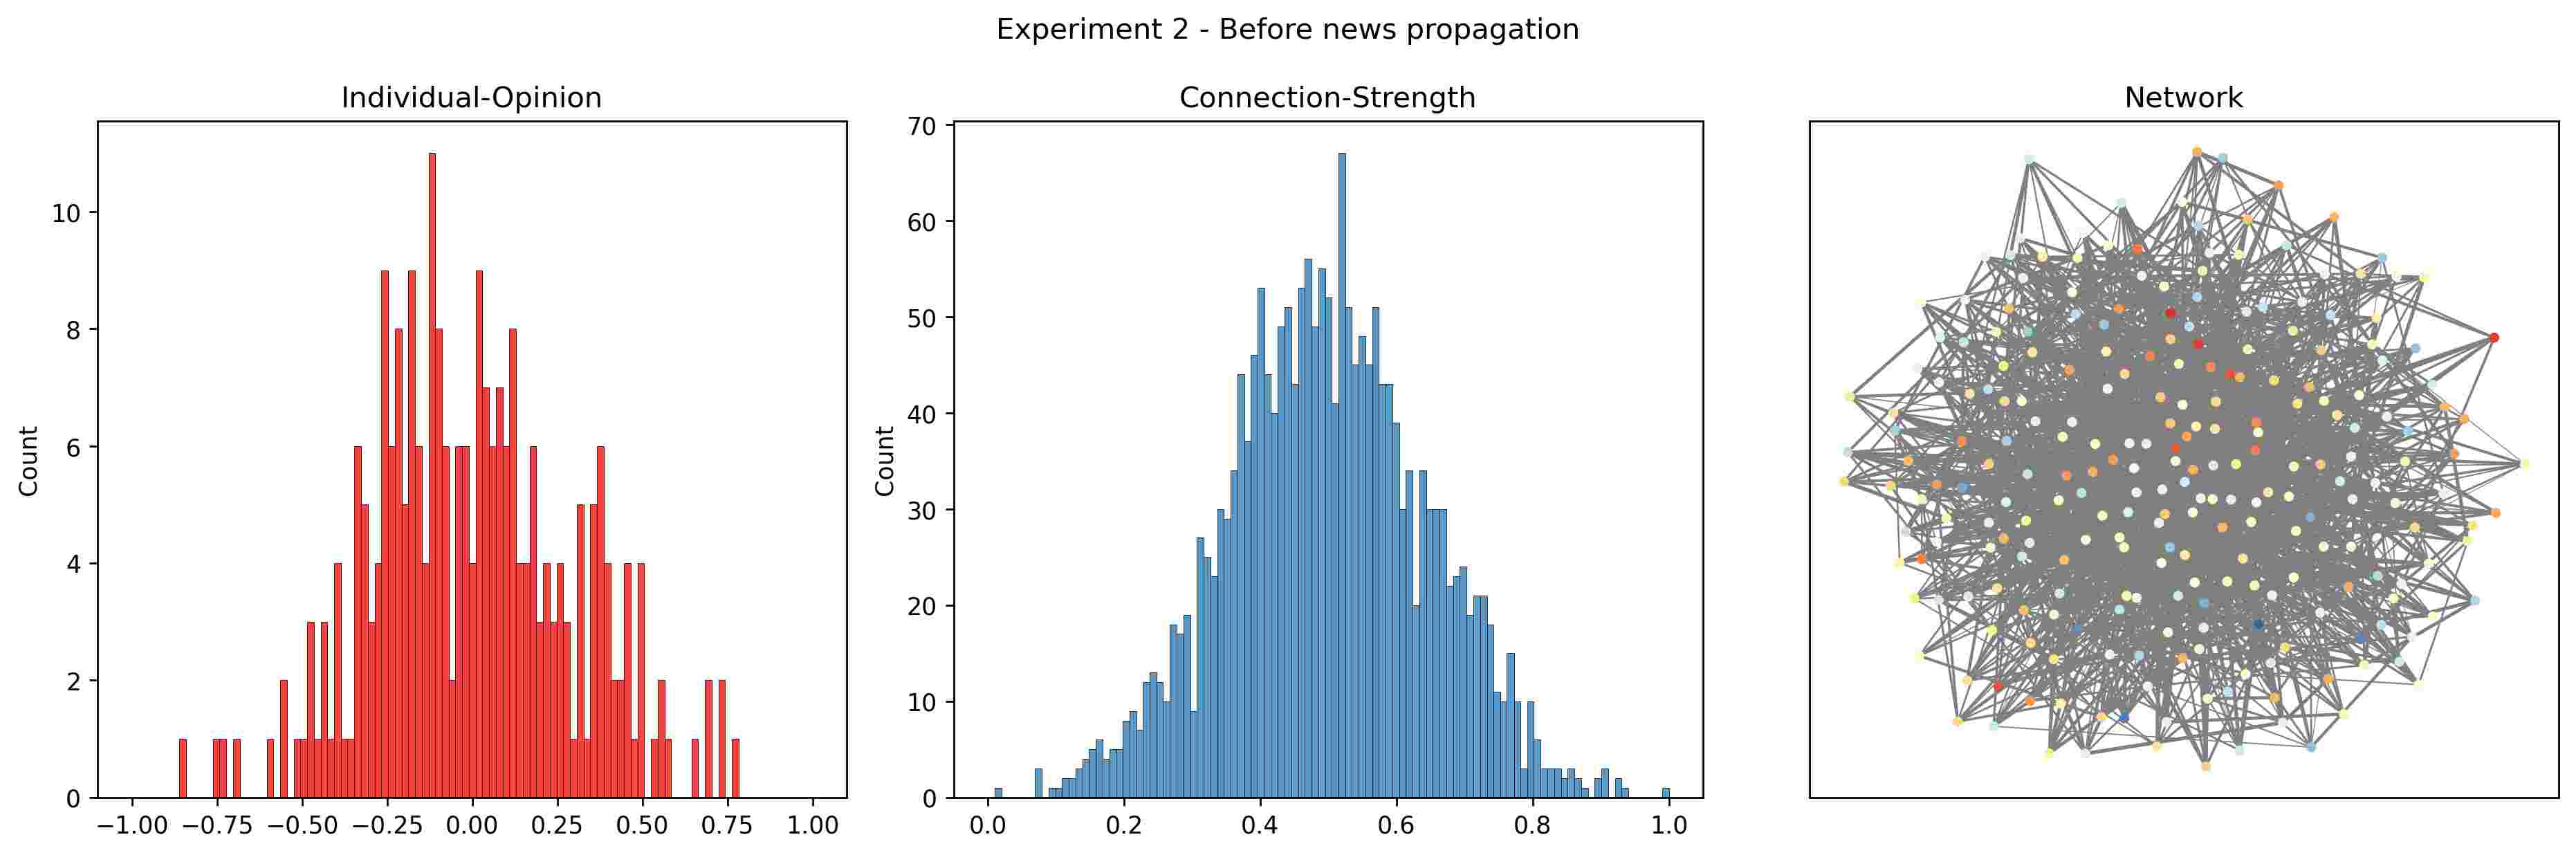 Experiment 2 - Before news propagation
Individual-Opinion
Count
0
2
4
6
8
10
−1.00 −0.75 −0.50 −0.25 0.00 0.25 0.50 0.75 1.00
Connection-Strength
Count
70
60
50
40
30
20
10
0
0.0 0.2 0.4 0.6 0.8 1.0
Network